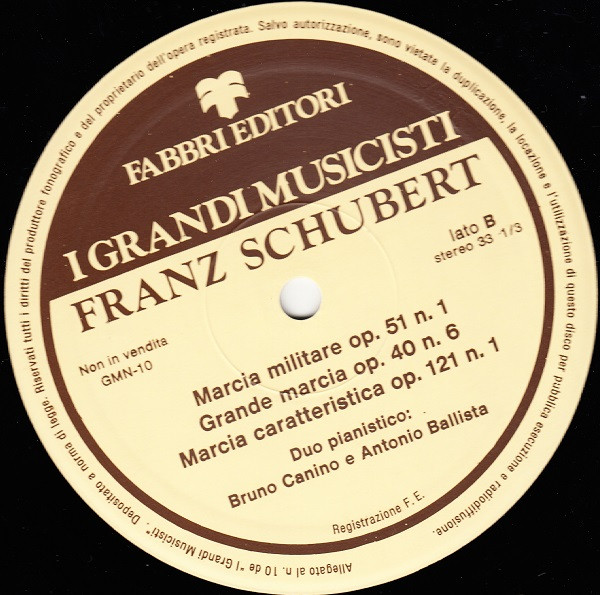 FABBRI EDITORI
I GRANDI MUSICISTI
FRANZ SCHUBERT
lato B
stereo 33 1/3
Non in vendita
GMN-10
Marcia militare op. 51 n. 1
Grande marcia op. 40 n. 6
Marcia caratteristica op. 121 n. 1
Duo pianistico:
Bruno Canino e Antonio Ballista
Registrazione F. E.
Allegato al n. 10 de "I Grandi Musicisti". Depositato a norma di legge. Riservati tutti i diritti del produttore fonografico e del proprietario dell'opera registrata. Salvo autorizzazione, sono vietate la duplicazione, la locazione e l'utilizzazione di questo disco per pubblica esecuzione e radiodiffusione.